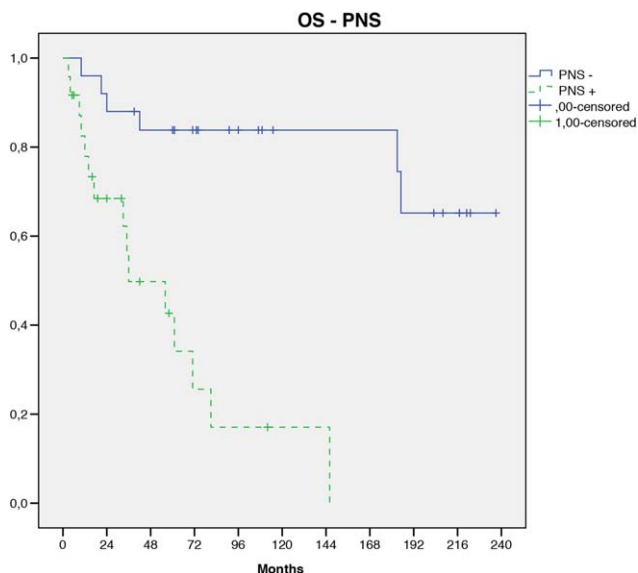 OS - PNS
1,0
0,8
0,6
0,4
0,2
0,0
0 24 48 72 96 120 144 168 192 216 240
Months
PNS -
PNS +
,00-censored
1,00-censored